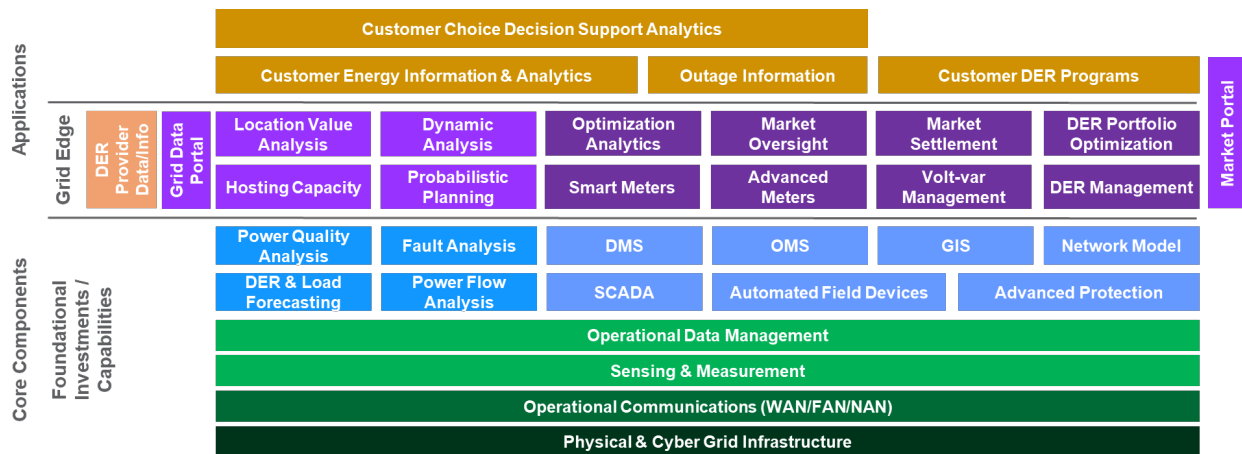 Customer Choice Decision Support Analytics
Customer Energy Information & Analytics
Outage Information
Customer DER Programs
Applications
Grid Edge
DER
Provider
Data/Info
Grid Data
Portal
Location Value
Analysis
Dynamic
Analysis
Optimization
Analytics
Market
Oversight
Market
Settlement
DER Portfolio
Optimization
Market Portal
Hosting Capacity
Probabilistic
Planning
Smart Meters
Advanced
Meters
Volt-var
Management
DER Management
Core Components
Foundational
Investments /
Capabilities
Power Quality
Analysis
Fault Analysis
DMS
OMS
GIS
Network Model
DER & Load
Forecasting
Power Flow
Analysis
SCADA
Automated Field Devices
Advanced Protection
Operational Data Management
Sensing & Measurement
Operational Communications (WAN/FAN/NAN)
Physical & Cyber Grid Infrastructure